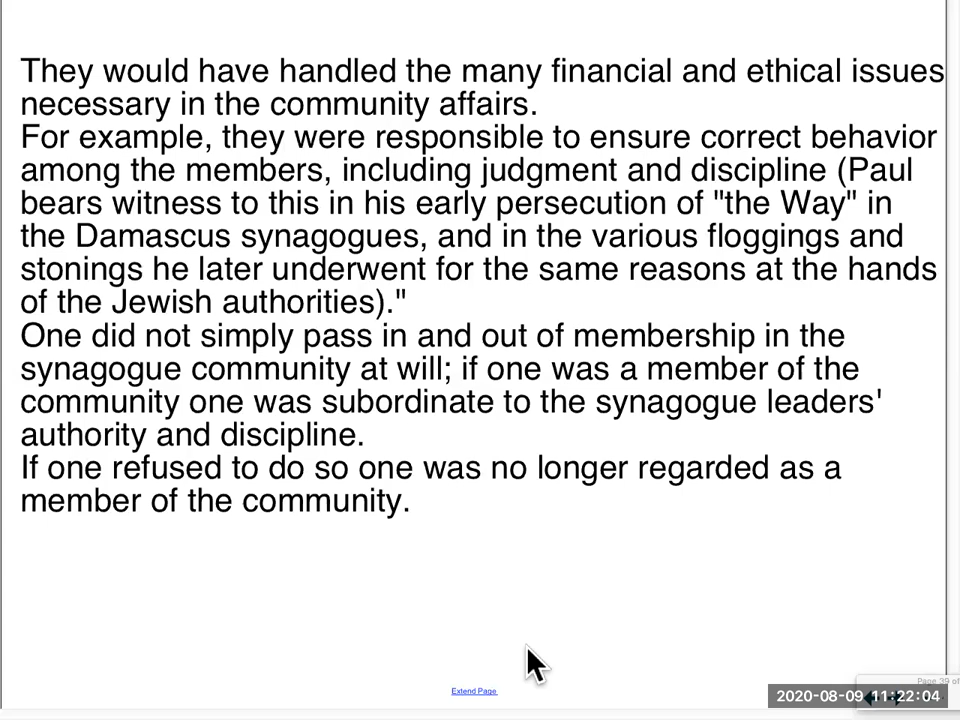 They would have handled the many financial and ethical issues
necessary in the community affairs.
For example, they were responsible to ensure correct behavior
among the members, including judgment and discipline (Paul
bears witness to this in his early persecution of "the Way" in
the Damascus synagogues, and in the various floggings and
stonings he later underwent for the same reasons at the hands
of the Jewish authorities)."
One did not simply pass in and out of membership in the
synagogue community at will; if one was a member of the
community one was subordinate to the synagogue leaders'
authority and discipline.
If one refused to do so one was no longer regarded as a
member of the community.
Extend Page
Page 39 of
2020-08-09 11:22:04